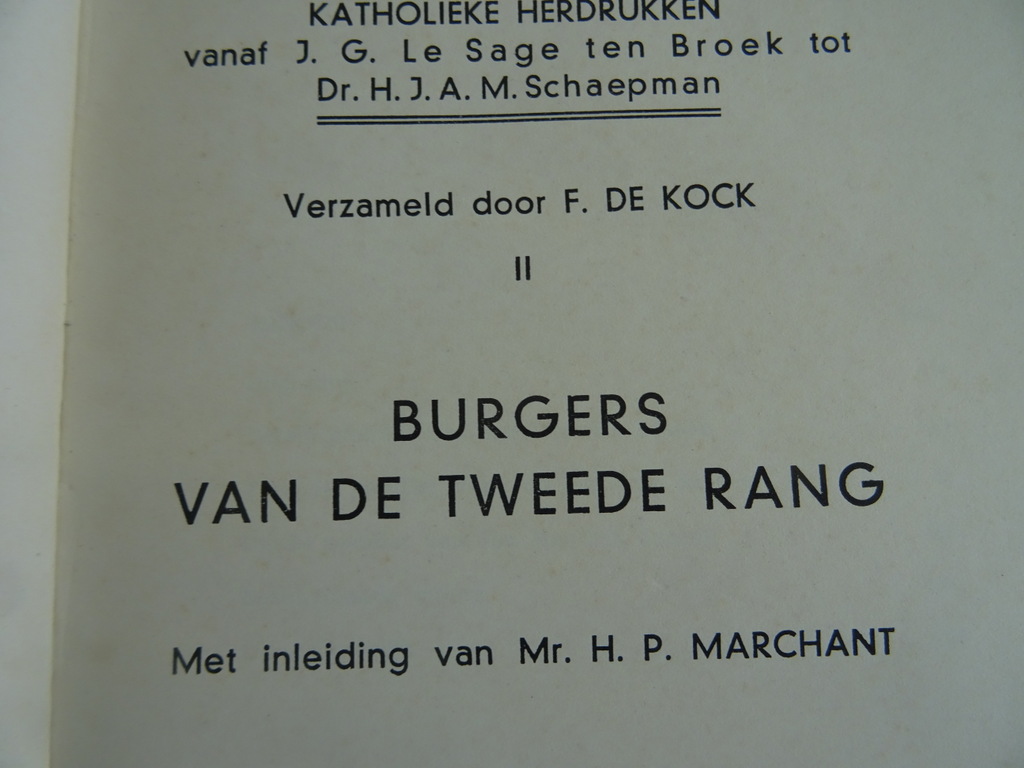 KATHOLIEKE HERDRUKKEN
vanaf J. G. Le Sage ten Broek tot
Dr. H. J. A. M. Schaepman
Verzameld door F. DE KOCK
II
BURGERS
VAN DE TWEEDE RANG
Met inleiding van Mr. H. P. MARCHANT